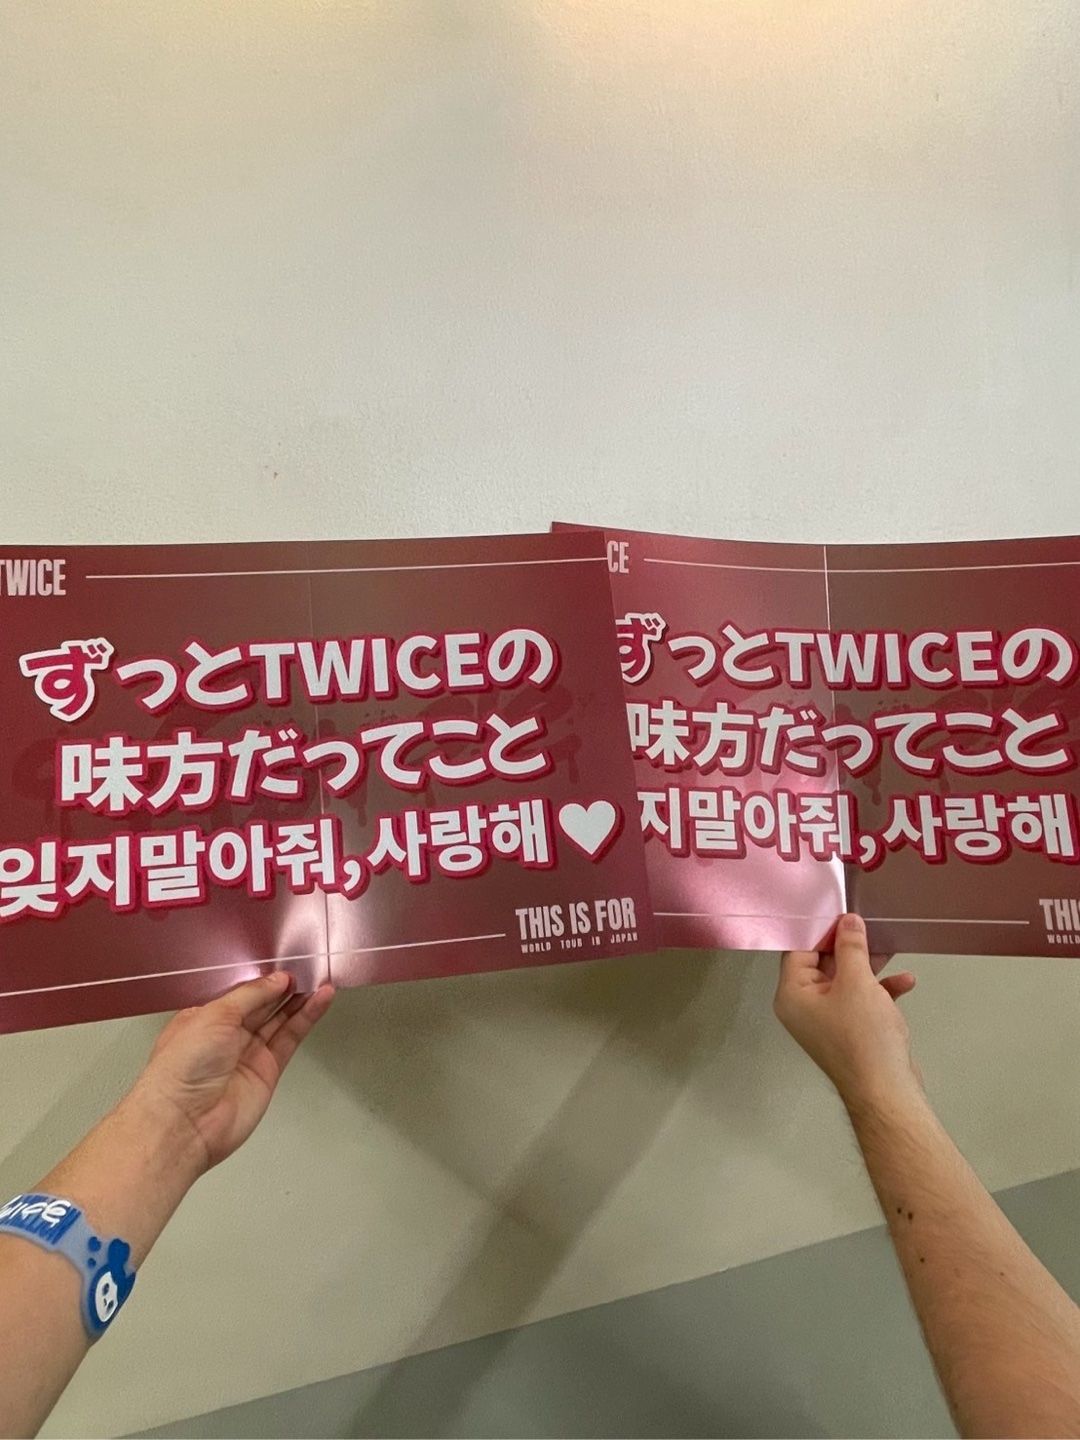 TWICE
ずっとTWICEの
味方だってこと
잊지말아줘,사랑해♥
THIS IS FOR
WORLD TOUR IN JAPAN
CE
ずっとTWICEの
味方だってこと
지말아줘,사랑해